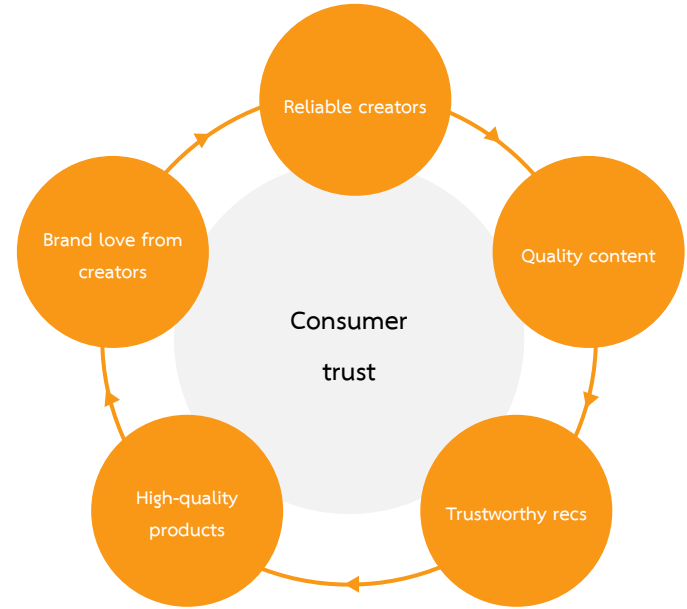 Reliable creators
Quality content
Trustworthy recs
High-quality
products
Brand love from
creators
Consumer
trust